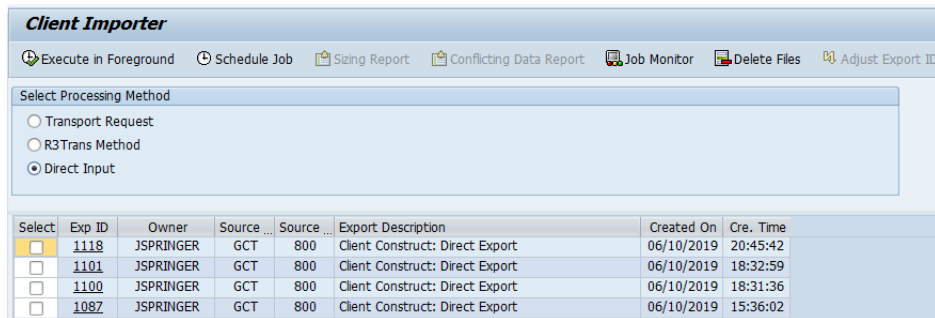 Client Importer
Execute in Foreground Schedule Job Sizing Report Conflicting Data Report Job Monitor Delete Files Adjust Export ID
Select Processing Method
Transport Request
R3Trans Method
Direct Input
Select Exp ID Owner Source ... Source ... Export Description Created On Cre. Time
1118 JSPRINGER GCT 800 Client Construct: Direct Export 06/10/2019 20:45:42
1101 JSPRINGER GCT 800 Client Construct: Direct Export 06/10/2019 18:32:59
1100 JSPRINGER GCT 800 Client Construct: Direct Export 06/10/2019 18:31:36
1087 JSPRINGER GCT 800 Client Construct: Direct Export 06/10/2019 15:36:02